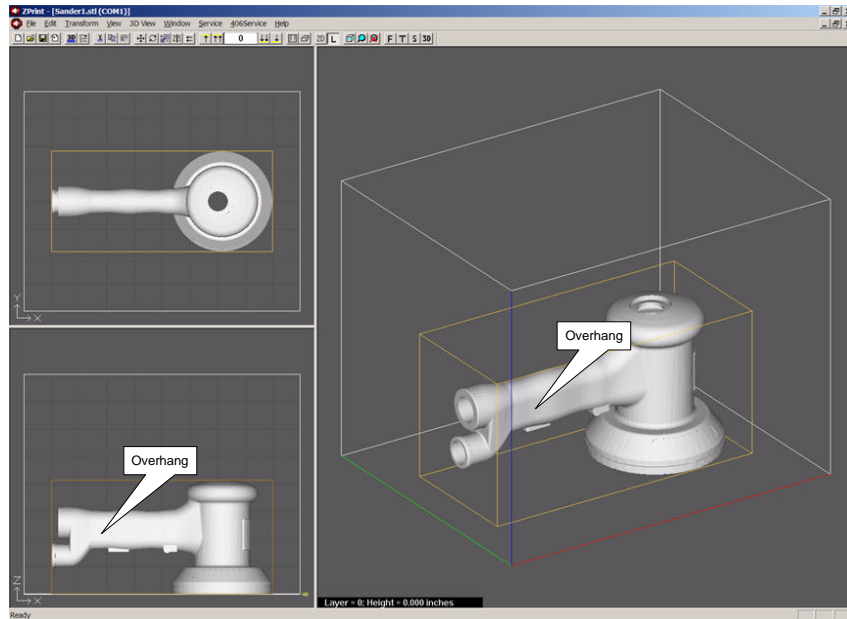 ZPrint - [Sander1.stl (COM1)]
File Edit Transform View 3D View Window Service 406Service Help
0 2D L F T S 3D
Y
X
Overhang
Overhang
Z
X
Layer = 0; Height = 0.000 inches
Ready